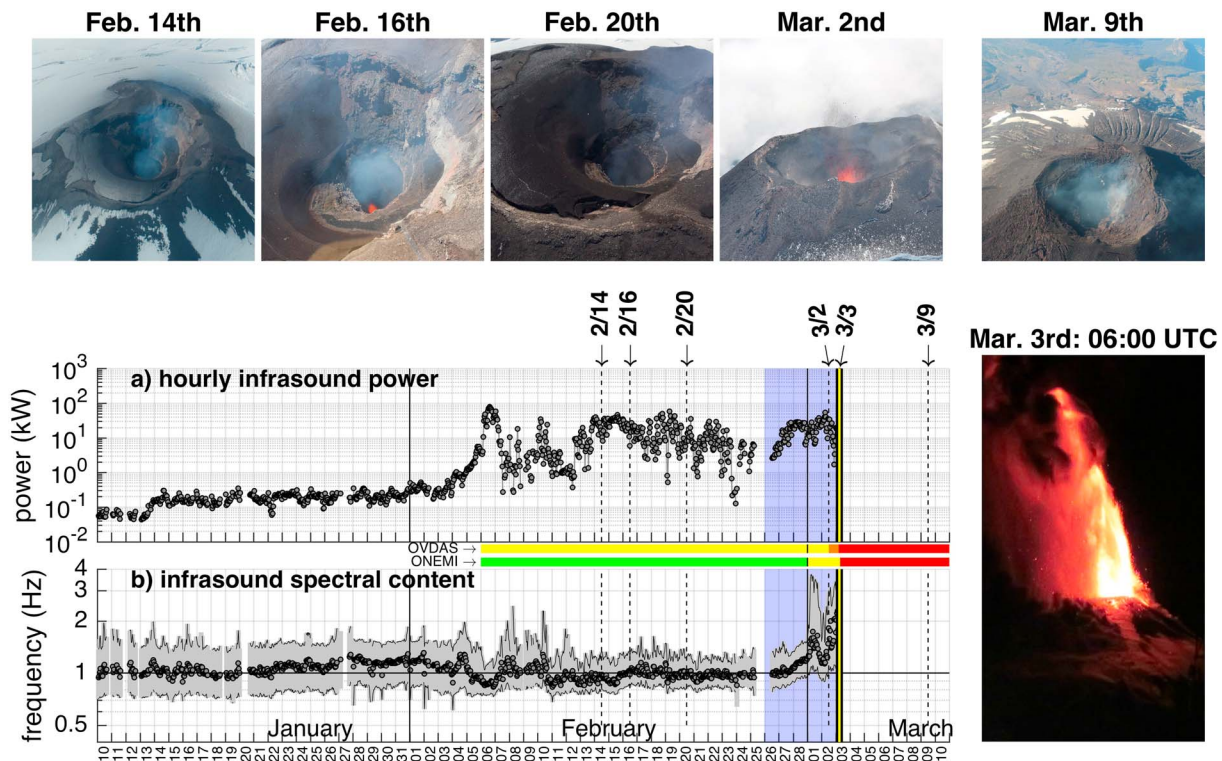 Feb. 14th
Feb. 16th
Feb. 20th
Mar. 2nd
Mar. 9th
2/14
2/16
2/20
3/2
3/3
3/9
Mar. 3rd: 06:00 UTC
a) hourly infrasound power
power (kW)
10³
10²
10¹
10⁰
10⁻¹
10⁻²
OVDAS →
ONEMI →
b) infrasound spectral content
frequency (Hz)
4
3
2
1
0.5
January
February
March
10 11 12 13 14 15 16 17 18 19 20 21 22 23 24 25 26 27 28 29 30 31 01 02 03 04 05 06 07 08 09 10 11 12 13 14 15 16 17 18 19 20 21 22 23 24 25 26 27 28 01 02 03 04 05 06 07 08 09 10